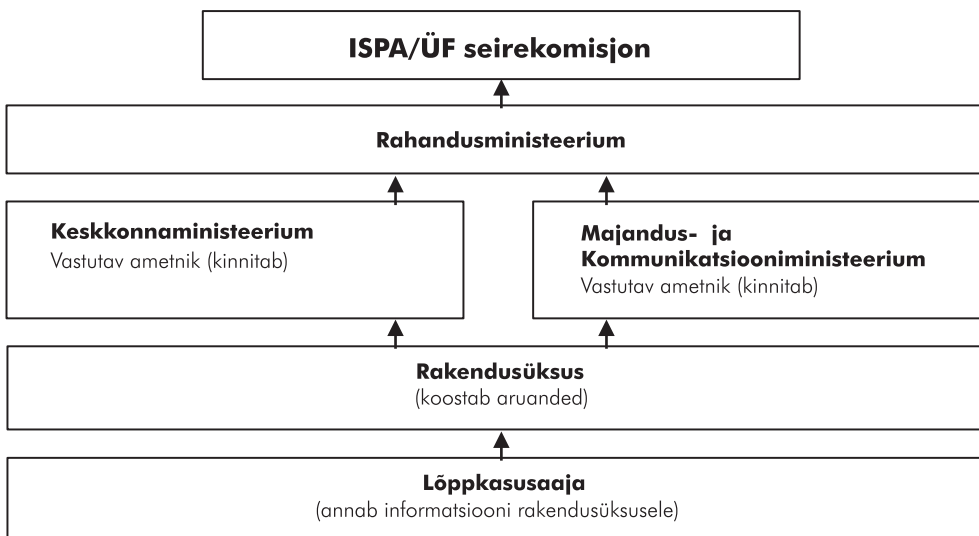 ISPA/ÜF seirekomisjon
Rahandusministeerium
Keskkonnaministeerium
Vastutav ametnik (kinnitab)
Majandus- ja
Kommunikatsiooniministeerium
Vastutav ametnik (kinnitab)
Rakendusüksus
(koostab aruanded)
Lõppkasusaaja
(annab informatsiooni rakendusüksusele)